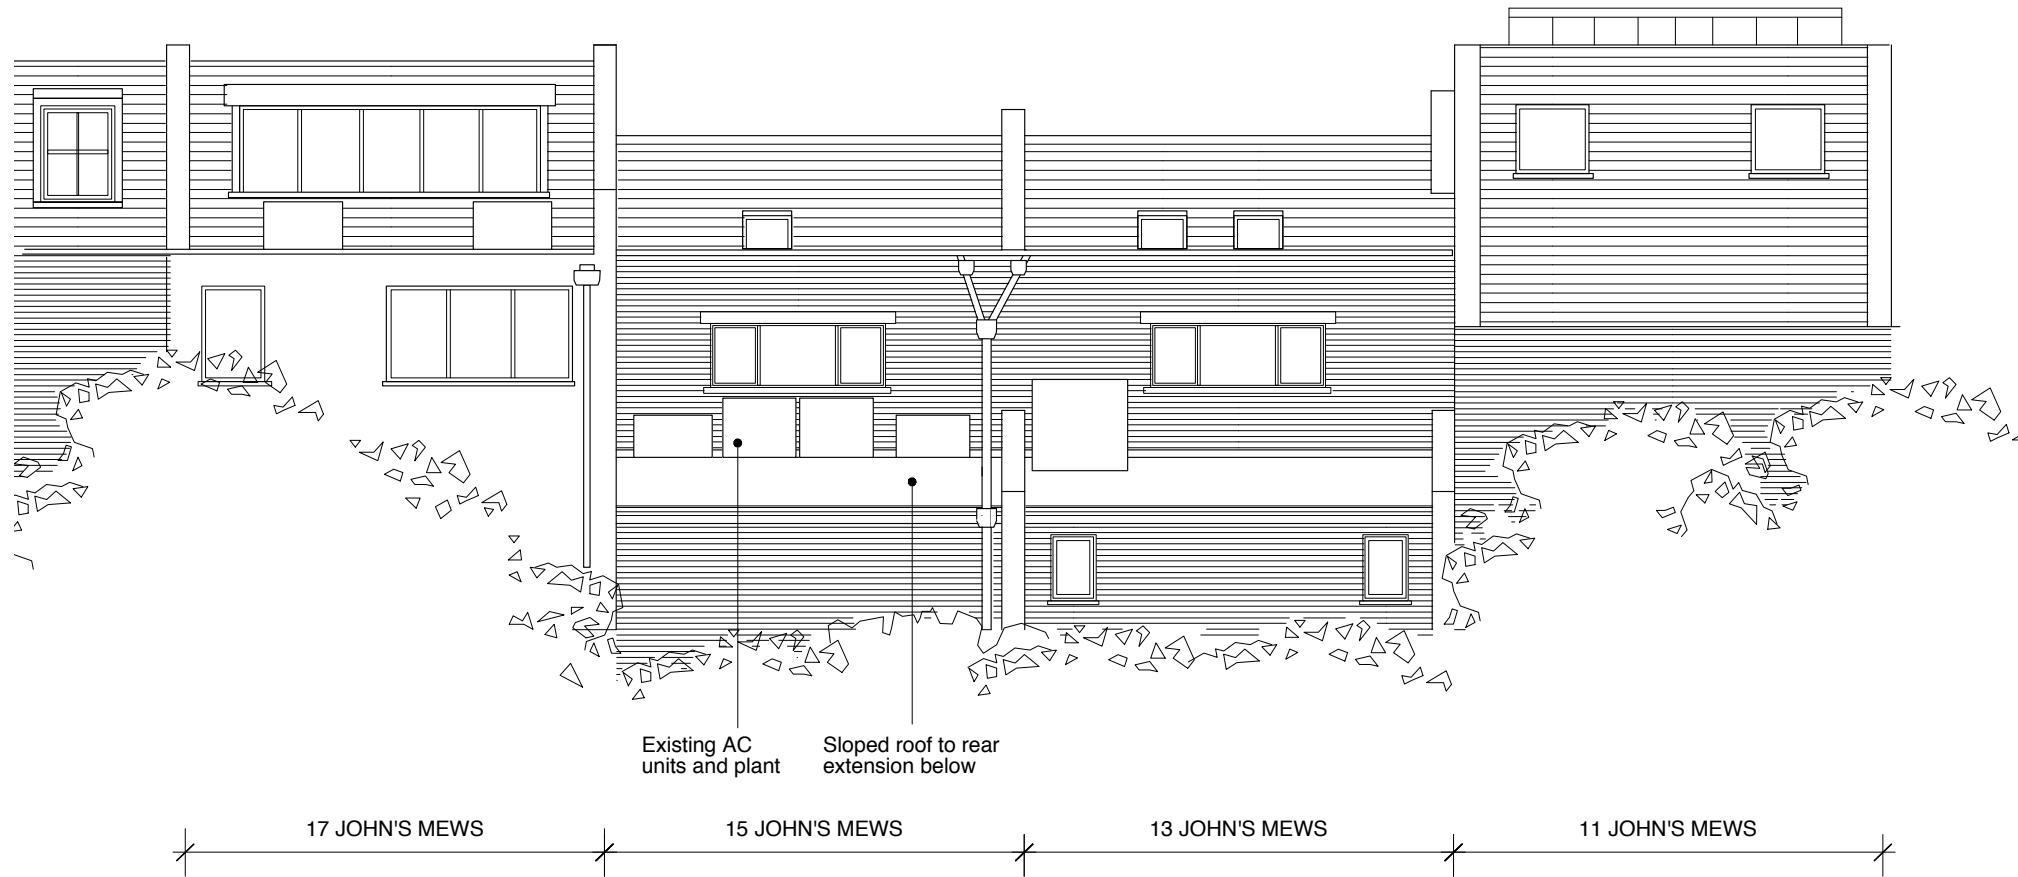 Existing AC
units and plant
Sloped roof to rear
extension below
17 JOHN'S MEWS
15 JOHN'S MEWS
13 JOHN'S MEWS
11 JOHN'S MEWS